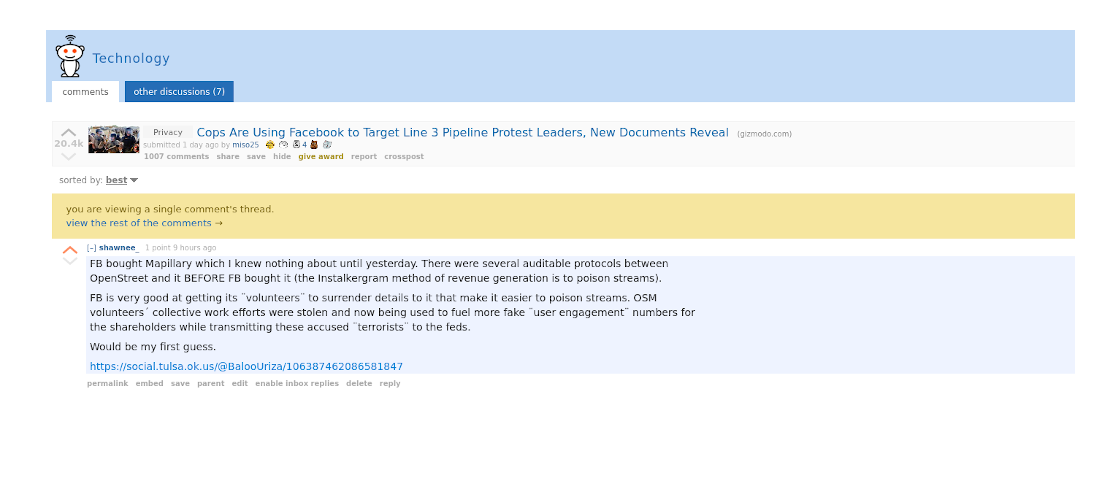 Technology
comments other discussions (7)
20.4k
Privacy Cops Are Using Facebook to Target Line 3 Pipeline Protest Leaders, New Documents Reveal (gizmodo.com)
submitted 1 day ago by miso25 4
1007 comments share save hide give award report crosspost
sorted by: best
you are viewing a single comment's thread.
view the rest of the comments →
[–] shawnee_ 1 point 9 hours ago
FB bought Mapillary which I knew nothing about until yesterday. There were several auditable protocols between
OpenStreet and it BEFORE FB bought it (the Instalkergram method of revenue generation is to poison streams).
FB is very good at getting its ¨volunteers¨ to surrender details to it that make it easier to poison streams. OSM
volunteers´ collective work efforts were stolen and now being used to fuel more fake ¨user engagement¨ numbers for
the shareholders while transmitting these accused ¨terrorists¨ to the feds.
Would be my first guess.
https://social.tulsa.ok.us/@BalooUriza/106387462086581847
permalink embed save parent edit enable inbox replies delete reply